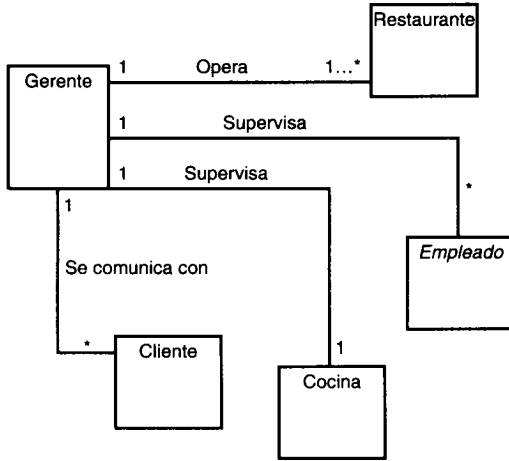 Restaurante
1 Opera 1...*
Gerente
1 Supervisa
1 Supervisa
*
1
Empleado
Se comunica con
* Cliente
1
Cocina